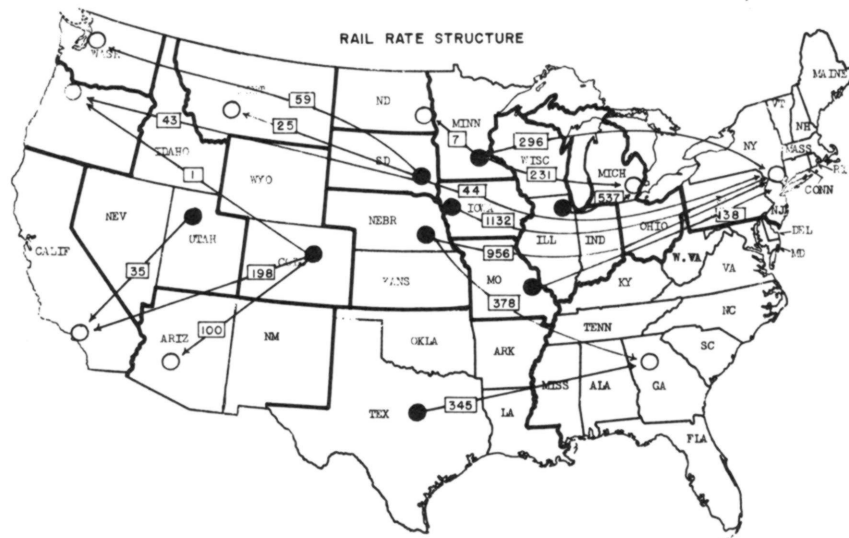 RAIL RATE STRUCTURE
WASH
MAINE
ND
MINN
VT
NH
59
25
43
7
296
NY
MASS
WISC
IDAHO
SD
MICH
RI
CONN
231
1
WYO
44
537
IOWA
1132
138
NJ
NEV
NEBR
OHIO
UTAH
ILL
IND
DEL
CALIF
956
W.VA
MD
35
198
MO
VA
KANS
KY
378
100
NC
ARIZ
NM
OKLA
TENN
SC
ARK
MISS
ALA
GA
TEX
345
LA
FLA